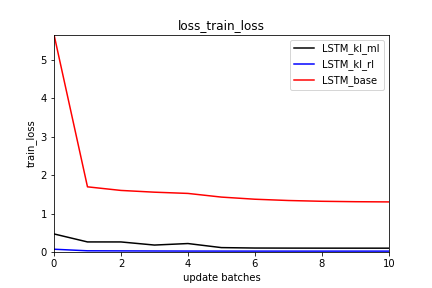 loss_train_loss
LSTM_kl_ml
LSTM_kl_rl
LSTM_base
train_loss
5
4
3
2
1
0
0 2 4 6 8 10
update batches